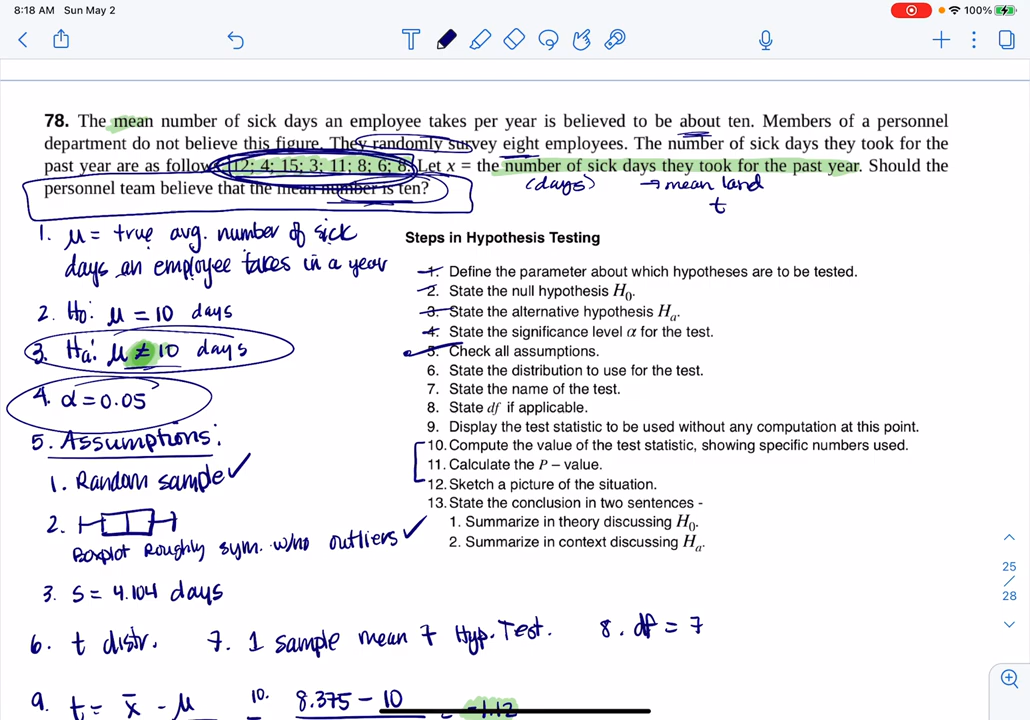 8:18 AM Sun May 2
100%
78. The mean number of sick days an employee takes per year is believed to be about ten. Members of a personnel
department do not believe this figure. They randomly survey eight employees. The number of sick days they took for the
past year are as follows: 12; 4; 15; 3; 11; 8; 6; 8. Let x = the number of sick days they took for the past year. Should the
personnel team believe that the mean number is ten?
(days) → mean land
t
1. μ = true avg. number of sick
days an employee takes in a year
2. Ho: μ = 10 days
3. Ha: μ ≠ 10 days
4. α = 0.05
5. Assumptions:
1. Random sample ✓
2.
Boxplot Roughly sym. w/no outliers ✓
3. s = 4.104 days
Steps in Hypothesis Testing
1. Define the parameter about which hypotheses are to be tested.
2. State the null hypothesis H0.
3. State the alternative hypothesis Ha.
4. State the significance level α for the test.
5. Check all assumptions.
6. State the distribution to use for the test.
7. State the name of the test.
8. State df if applicable.
9. Display the test statistic to be used without any computation at this point.
10. Compute the value of the test statistic, showing specific numbers used.
11. Calculate the P – value.
12. Sketch a picture of the situation.
13. State the conclusion in two sentences -
1. Summarize in theory discussing H0.
2. Summarize in context discussing Ha.
25
/
28
6. t distr. 7. 1 sample mean t Hyp. Test. 8. df = 7
9. t = x̄ - μ 10. 8.375 - 10 = -1.12